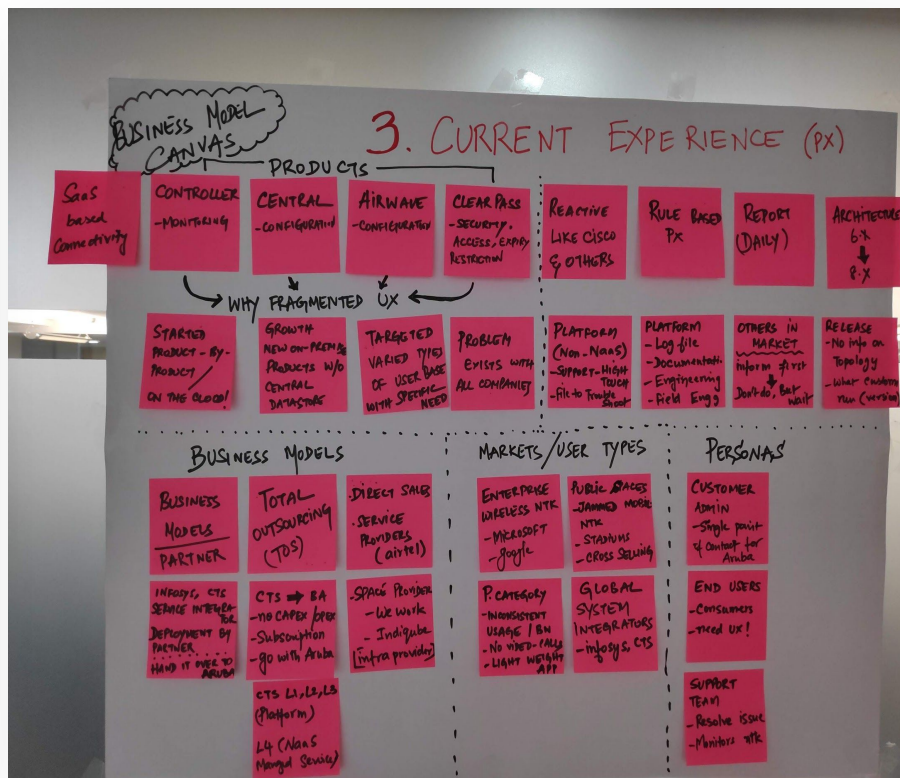 BUSINESS MODEL
CANVAS
3. CURRENT EXPERIENCE (PX)
PRODUCTS
SaaS
based
Connectivity
CONTROLLER
- MONITORING
CENTRAL
- CONFIGURATION
AIRWAVE
- CONFIGURATION
CLEARPASS
- SECURITY,
ACCESS, EXPIRY
RESTRICTION
REACTIVE
LIKE CISCO
& OTHERS
RULE BASED
PX
REPORT
(DAILY)
ARCHITECTURE
6.X
↓
8.X
WHY FRAGMENTED UX
STARTED
PRODUCT-BY-
PRODUCT
ON THE CLOUD!
GROWTH
NEW ON-PREMISE
PRODUCTS W/O
CENTRAL
DATASTORE
TARGETED
VARIED TYPES
OF USER BASE
WITH SPECIFIC
NEED
PROBLEM
EXISTS WITH
ALL COMPANIES
PLATFORM
(Non-NaaS)
- SUPPORT-HIGH
TOUCH
- File to Trouble
Shoot
PLATFORM
- Log file
- Documentati
- Engineering
- Field Engg
OTHERS IN
MARKET
inform first
↓
Don't do, But
wait
RELEASE
- No info on
Topology
- What custom
run (version)
BUSINESS MODELS
BUSINESS
MODELS
PARTNER
TOTAL
OUTSOURCING
(TOS)
. DIRECT SALES
. SERVICE
PROVIDERS
(airtel)
INFOSYS, CTS
SERVICE INTEGRA
TOR
DEPLOYMENT BY
PARTNER
HAND IT OVER TO
ARUBA
CTS → BA
- no CAPEX/OPEX
- Subscription
- go with Aruba
. SPACE PROVIDER
- We Work
- Indiqube
[infra provider]
CTS L1, L2, L3
(Platform)
L4 (NaaS
Manged Service)
MARKETS/USER TYPES
ENTERPRISE
WIRELESS NTK
- MICROSOFT
- google
PUBLIC SPACES
- JAMMED MOBIL
NTK
- STADIUMS
- CROSS SELLING
P. CATEGORY
- INCONSISTENT
USAGE / BN
- NO VIDEO-CALLS
- LIGHT WEIGHT
APP
GLOBAL
SYSTEM
INTEGRATORS
- infosys, CTS
PERSONAS
CUSTOMER
ADMIN
- Single point
of contact for
Aruba
END USERS
- Consumers
- need UX!
SUPPORT
TEAM
- Resolve issue
- Monitors ntk